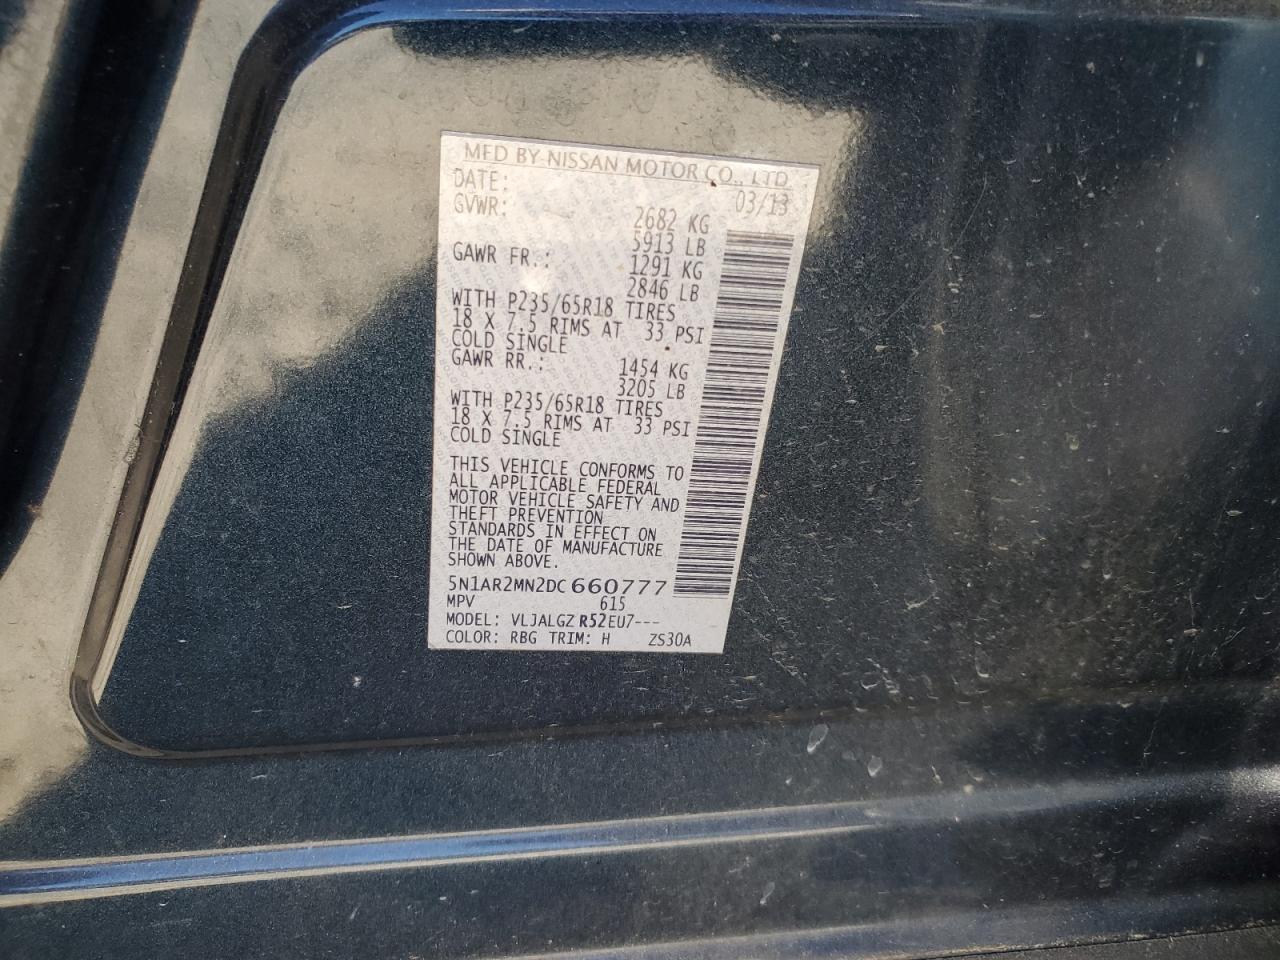 MFD BY NISSAN MOTOR CO., LTD
DATE: 03/13
GVWR: 2682 KG
5913 LB
GAWR FR.: 1291 KG
2846 LB
WITH P235/65R18 TIRES
18 X 7.5 RIMS AT 33 PSI
COLD SINGLE
GAWR RR.: 1454 KG
3205 LB
WITH P235/65R18 TIRES
18 X 7.5 RIMS AT 33 PSI
COLD SINGLE
THIS VEHICLE CONFORMS TO
ALL APPLICABLE FEDERAL
MOTOR VEHICLE SAFETY AND
THEFT PREVENTION
STANDARDS IN EFFECT ON
THE DATE OF MANUFACTURE
SHOWN ABOVE.
5N1AR2MN2DC660777
MPV 615
MODEL: VLJALGZ R52EU7---
COLOR: RBG TRIM: H ZS30A